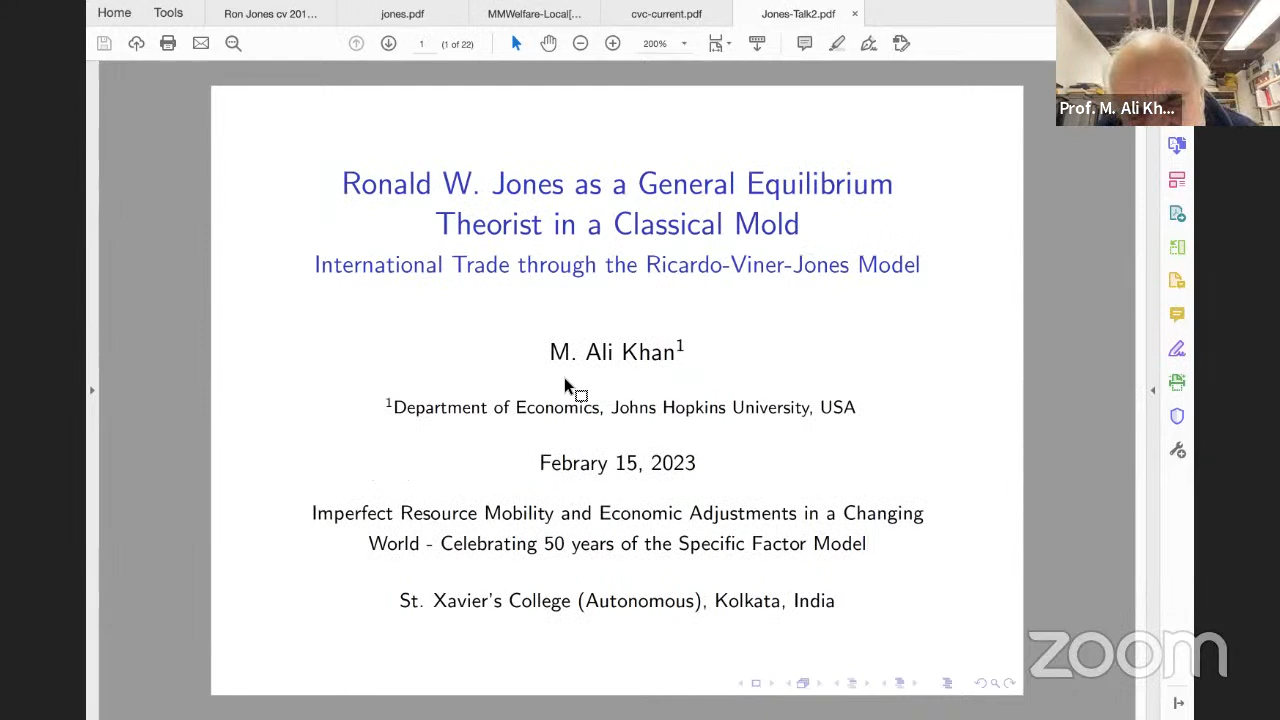 Home Tools Ron Jones cv 201... jones.pdf MMWelfare-Local[... cvc-current.pdf Jones-Talk2.pdf ×
1 (1 of 22) 200%
Prof. M. Ali Kh...
Ronald W. Jones as a General Equilibrium
Theorist in a Classical Mold
International Trade through the Ricardo-Viner-Jones Model
M. Ali Khan1
1Department of Economics, Johns Hopkins University, USA
Febrary 15, 2023
Imperfect Resource Mobility and Economic Adjustments in a Changing
World - Celebrating 50 years of the Specific Factor Model
St. Xavier's College (Autonomous), Kolkata, India
zoom